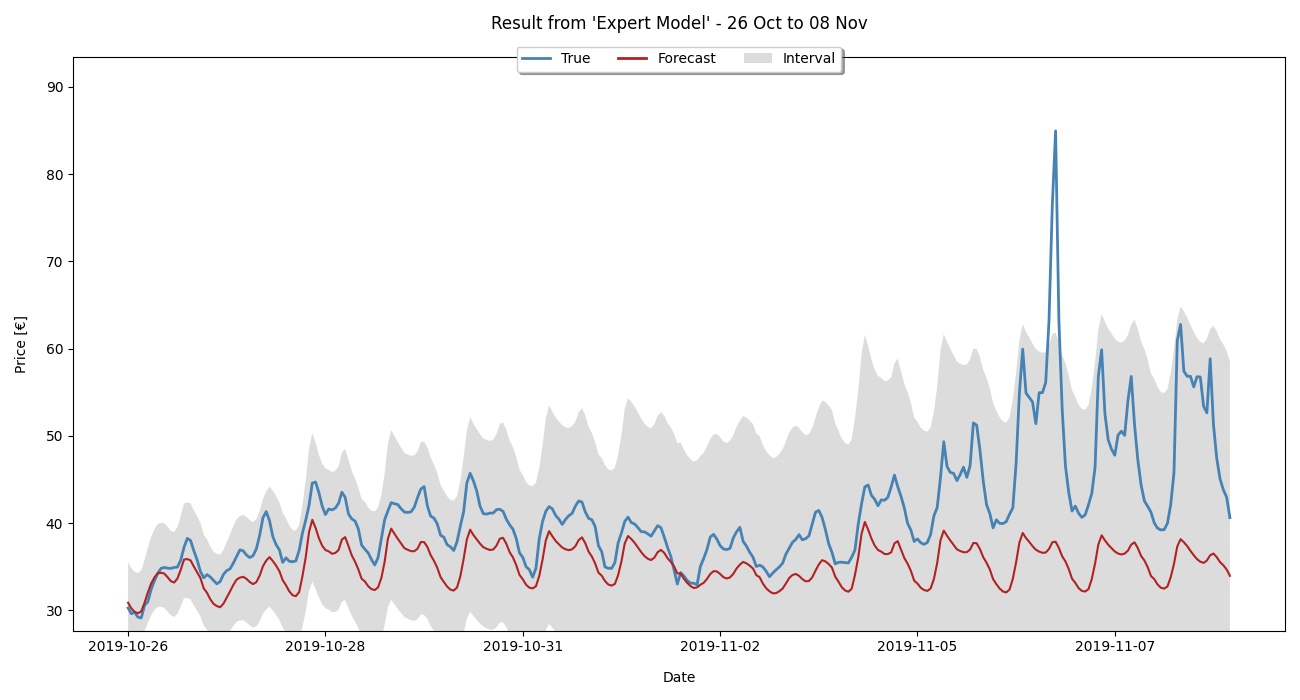 Result from 'Expert Model' - 26 Oct to 08 Nov
True Forecast Interval
Price [€]
90
80
70
60
50
40
30
2019-10-26 2019-10-28 2019-10-31 2019-11-02 2019-11-05 2019-11-07
Date